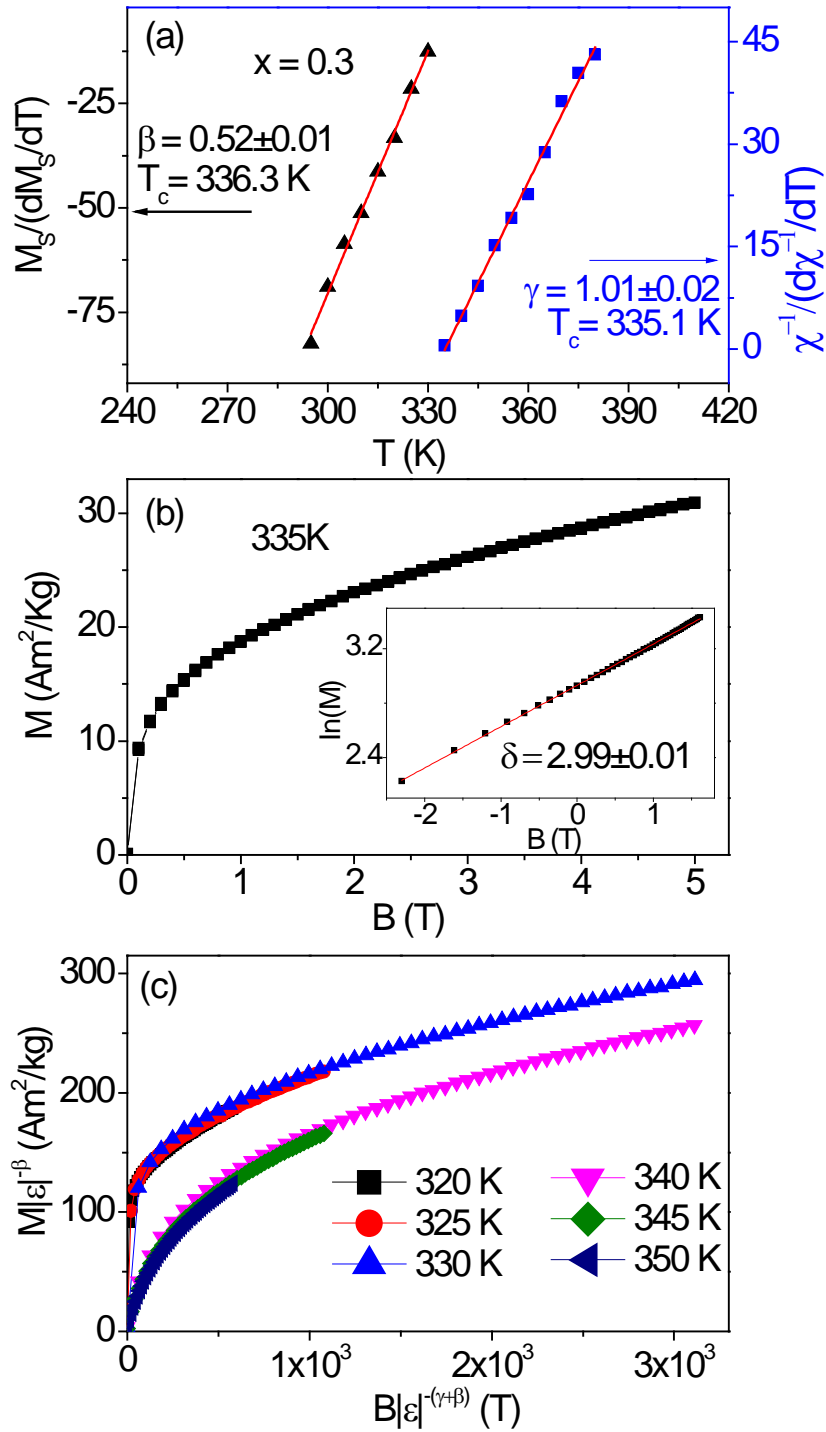 (a)
x = 0.3
β = 0.52±0.01
T_c= 336.3 K
γ = 1.01±0.02
T_c= 335.1 K
M_S/(dM_S/dT)
-25
-50
-75
χ⁻¹/(dχ⁻¹/dT)
45
30
15
0
240 270 300 330 360 390 420
T (K)
(b)
335K
M (Am²/Kg)
30
20
10
0
ln(M)
3.2
2.4
δ = 2.99±0.01
-2 -1 0 1
B (T)
0 1 2 3 4 5
B (T)
(c)
M|ε|^-β (Am²/kg)
300
200
100
0
320 K 340 K
325 K 345 K
330 K 350 K
0 1x10³ 2x10³ 3x10³
B|ε|^-(γ+β) (T)